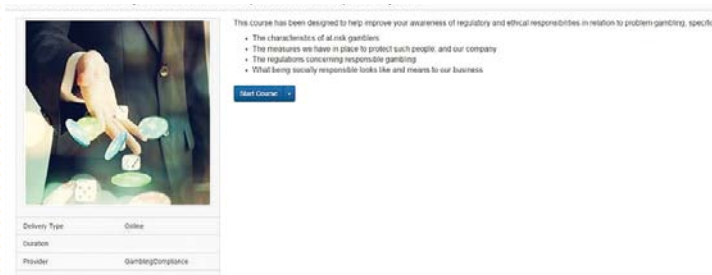 This course has been designed to help improve your awareness of regulatory and ethical responsibilities in relation to problem gambling, specific
The characteristics of at-risk gamblers
The measures we have in place to protect such people, and our company
The regulations concerning responsible gambling
What being socially responsible looks like and means to our business
Start Course
Delivery Type Online
Duration
Provider GamblingCompliance